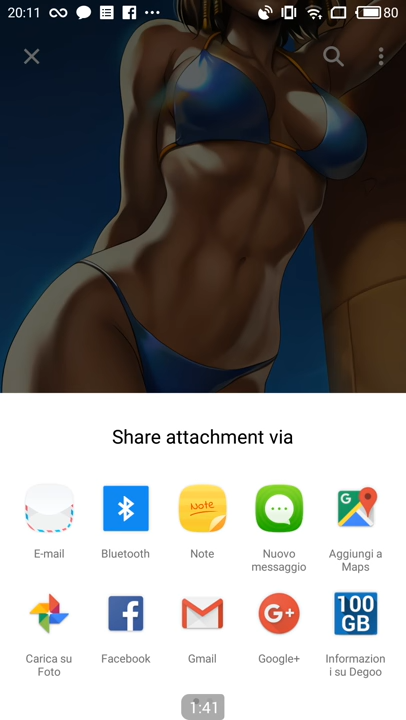 20:11
80
Share attachment via
Note
G
E-mail
Bluetooth
Note
Nuovo
messaggio
Aggiungi a
Maps
f
M
G+
100
GB
Carica su
Foto
Facebook
Gmail
Google+
Informazion
i su Degoo
1:41